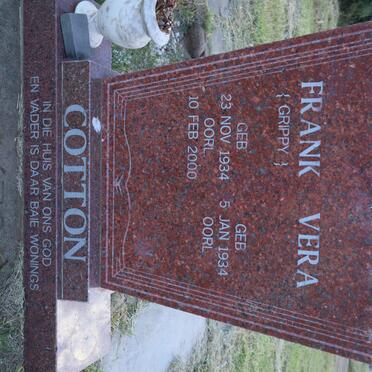 FRANK VERA
{ GRIPPY }
GEB GEB
23 NOV. 1934 5 JAN 1934
OORL OORL
10 FEB 2000
COTTON
IN DIE HUIS VAN ONS GOD
EN VADER IS DAAR BAIE WONINGS